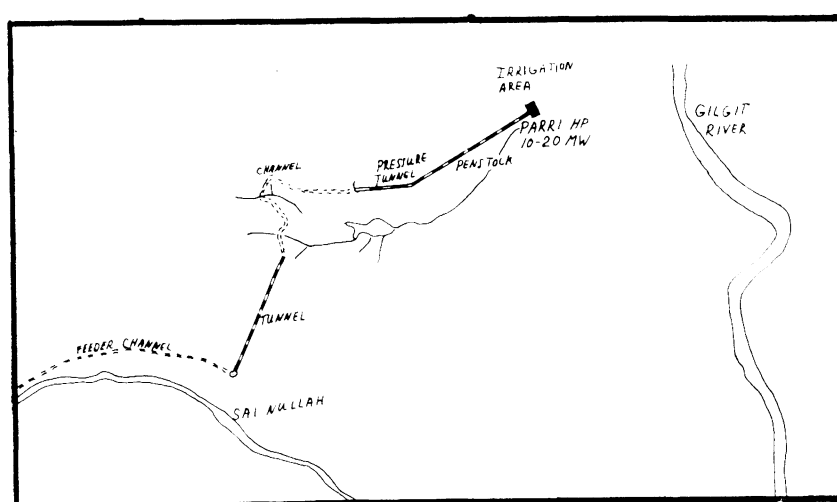 IRRIGATION
AREA
GILGIT
RIVER
PARRI HP
10-20 MW
CHANNEL
PRESSURE
TUNNEL
PENSTOCK
TUNNEL
FEEDER CHANNEL
SAI NULLAH